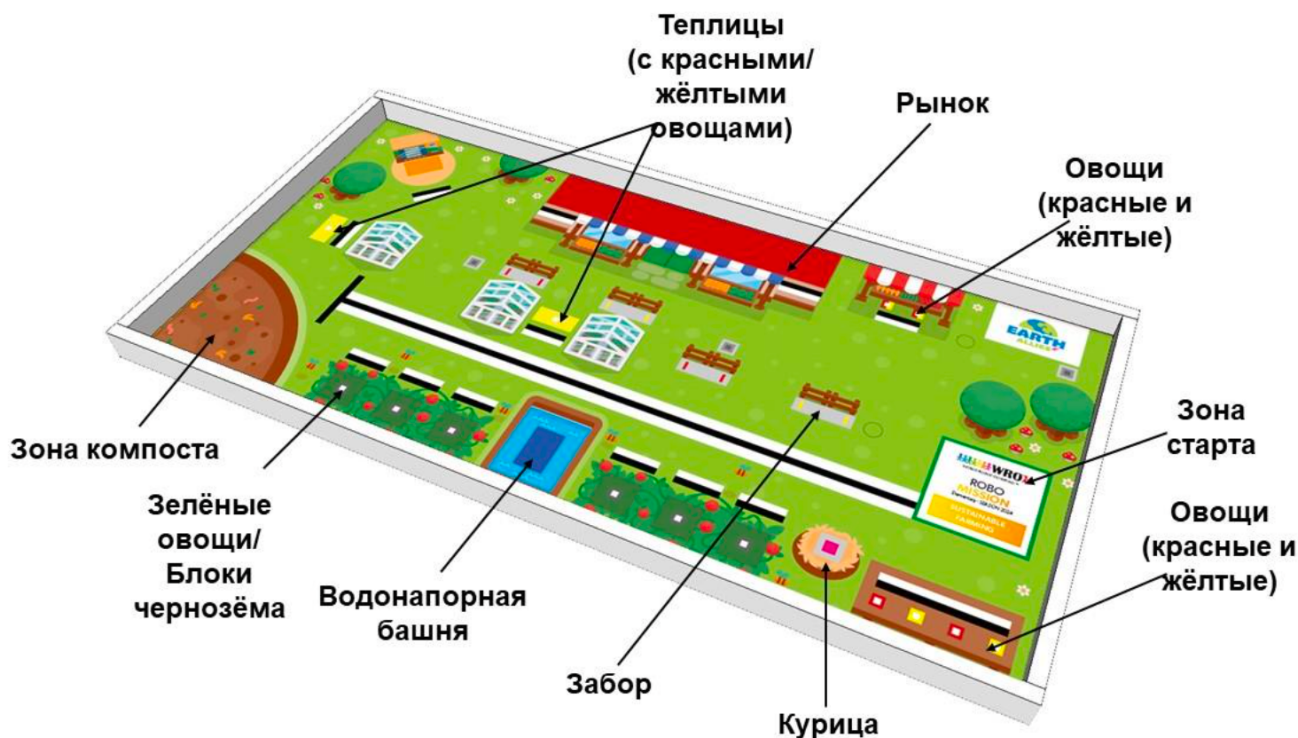 Теплицы
(с красными/
жёлтыми
овощами)
Рынок
Овощи
(красные и
жёлтые)
EARTH
ALLIES
Зона
старта
WRO
ROBO
MISSION
SUSTAINABLE
FARMING
Овощи
(красные и
жёлтые)
Зона компоста
Зелёные
овощи/
Блоки
чернозёма
Водонапорная
башня
Забор
Курица